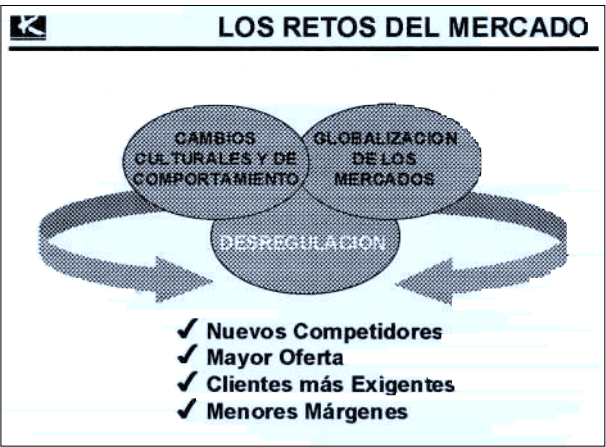 LOS RETOS DEL MERCADO
CAMBIOS
CULTURALES Y DE
COMPORTAMIENTO
GLOBALIZACION
DE LOS
MERCADOS
DESREGULACION
✓ Nuevos Competidores
✓ Mayor Oferta
✓ Clientes más Exigentes
✓ Menores Márgenes